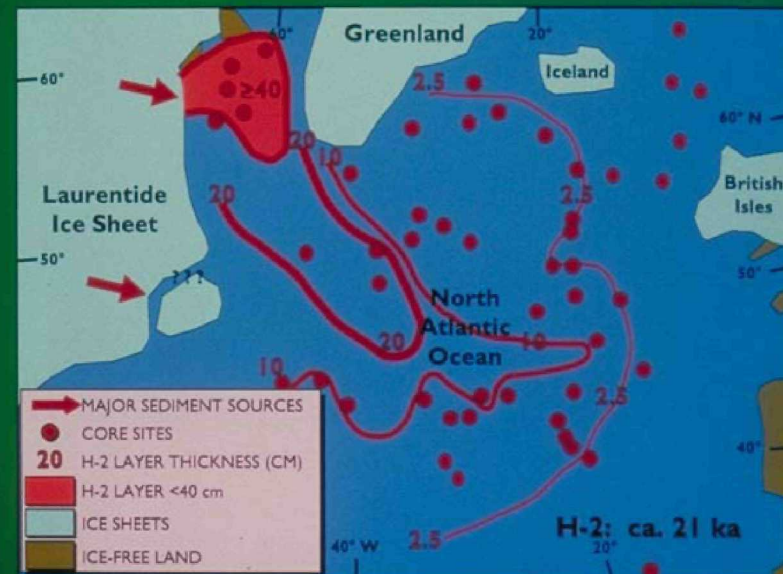 60°
20°
Greenland
Iceland
60°
≥40
2.5
60° N
20
10
Laurentide
Ice Sheet
20
2.5
British
Isles
50°
???
50°
North
Atlantic
Ocean
20
10
10
2.5
MAJOR SEDIMENT SOURCES
CORE SITES
20 H-2 LAYER THICKNESS (CM)
H-2 LAYER <40 cm
ICE SHEETS
ICE-FREE LAND
40°
H-2: ca. 21 ka
40° W
2.5
20°